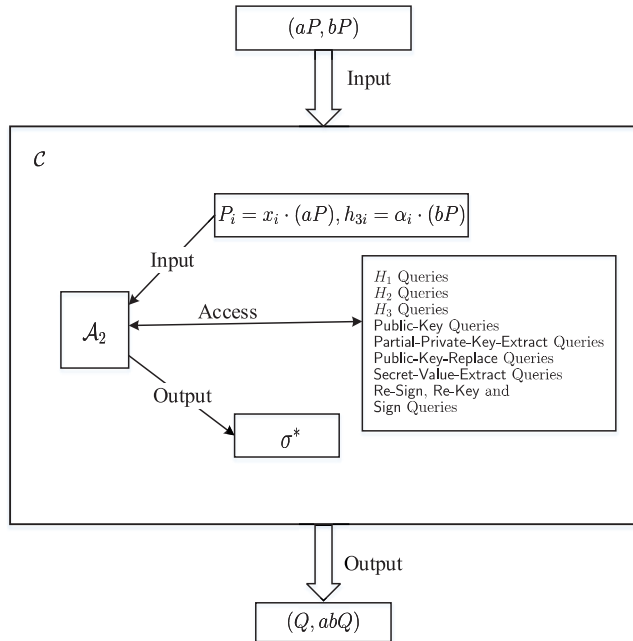 (aP, bP)
Input
𝒞
P_i = x_i · (aP), h_{3i} = α_i · (bP)
Input
𝒜_2
Access
H_1 Queries
H_2 Queries
H_3 Queries
Public-Key Queries
Partial-Private-Key-Extract Queries
Public-Key-Replace Queries
Secret-Value-Extract Queries
Re-Sign, Re-Key and
Sign Queries
Output
σ*
Output
(Q, abQ)